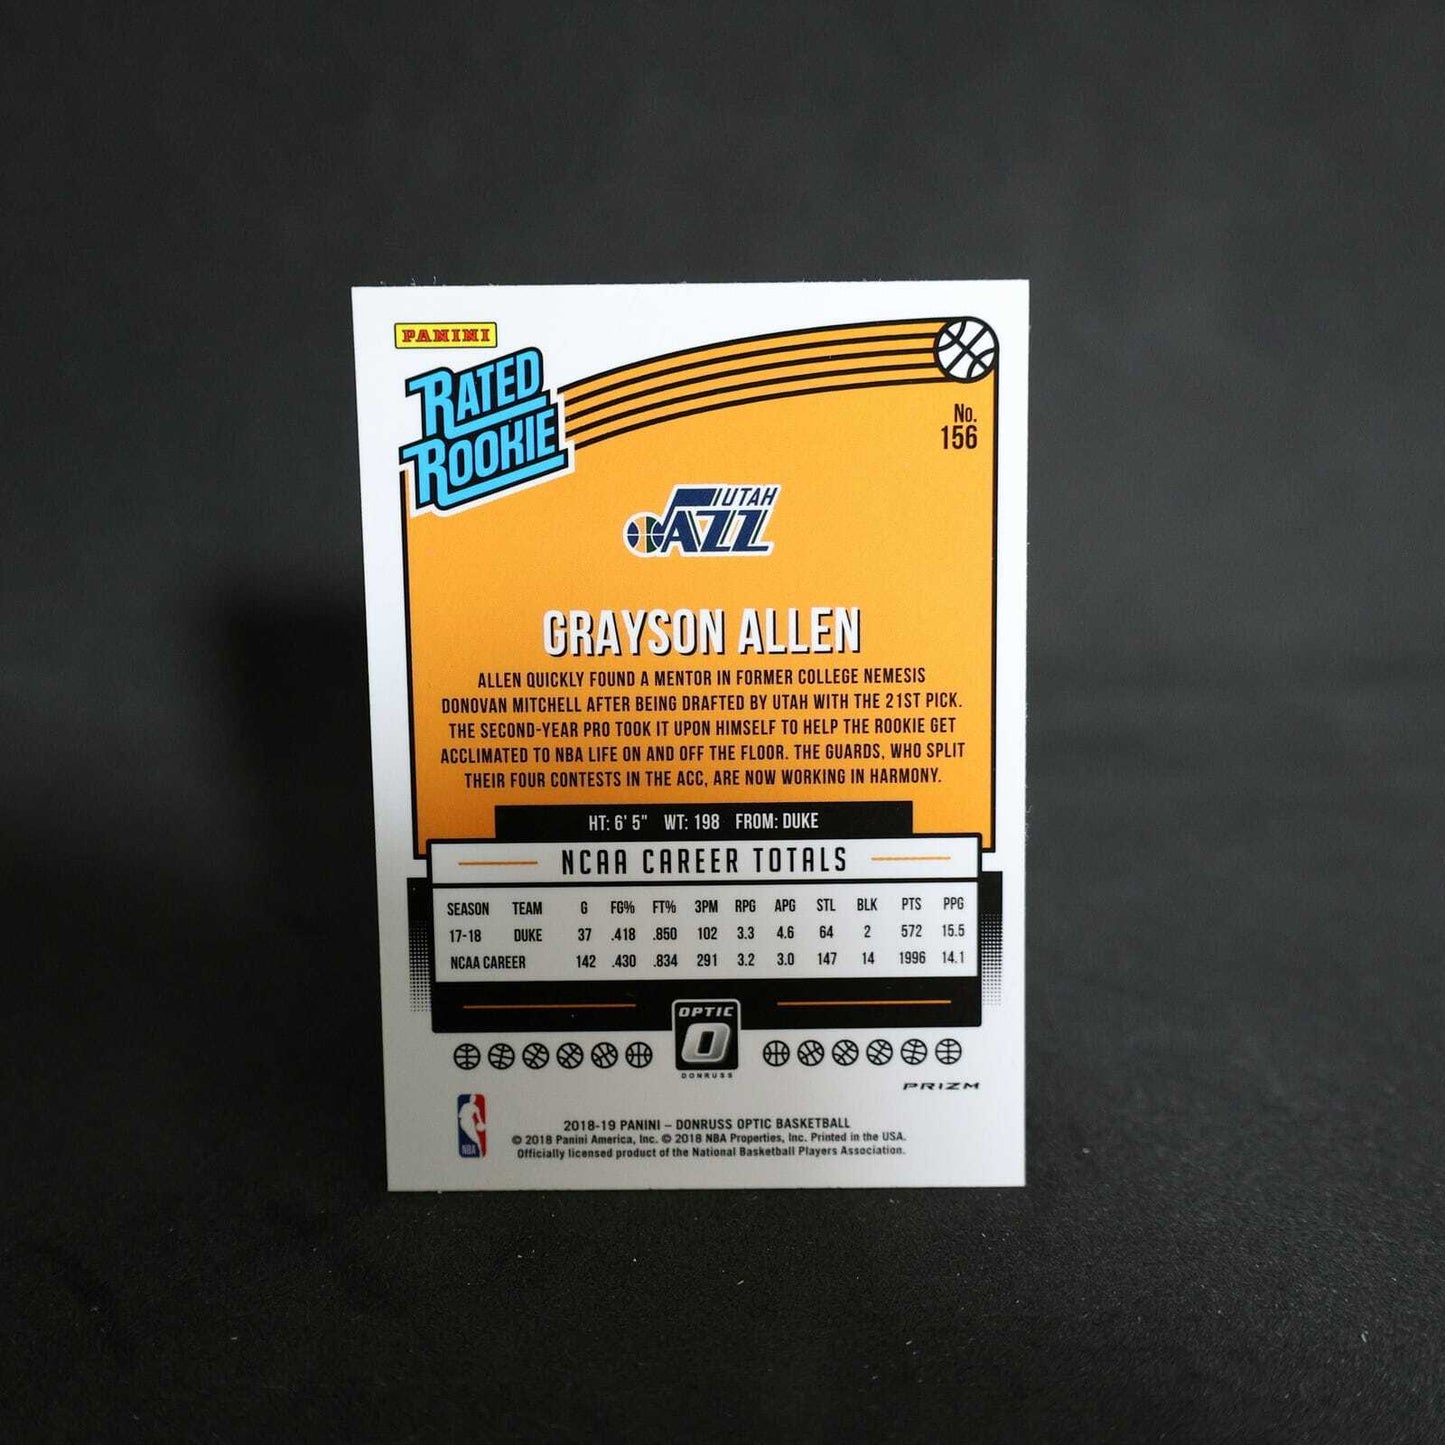 PANINI
RATED
ROOKIE
No.
156
UTAH
JAZZ
GRAYSON ALLEN
ALLEN QUICKLY FOUND A MENTOR IN FORMER COLLEGE NEMESIS
DONOVAN MITCHELL AFTER BEING DRAFTED BY UTAH WITH THE 21ST PICK.
THE SECOND-YEAR PRO TOOK IT UPON HIMSELF TO HELP THE ROOKIE GET
ACCLIMATED TO NBA LIFE ON AND OFF THE FLOOR. THE GUARDS, WHO SPLIT
THEIR FOUR CONTESTS IN THE ACC, ARE NOW WORKING IN HARMONY.
HT: 6' 5" WT: 198 FROM: DUKE
NCAA CAREER TOTALS
SEASON TEAM G FG% FT% 3PM RPG APG STL BLK PTS PPG
17-18 DUKE 37 .418 .850 102 3.3 4.6 64 2 572 15.5
NCAA CAREER 142 .430 .834 291 3.2 3.0 147 14 1996 14.1
OPTIC
O
DONRUSS
PRIZM
NBA
2018-19 PANINI – DONRUSS OPTIC BASKETBALL
© 2018 Panini America, Inc. © 2018 NBA Properties, Inc. Printed in the USA.
Officially licensed product of the National Basketball Players Association.